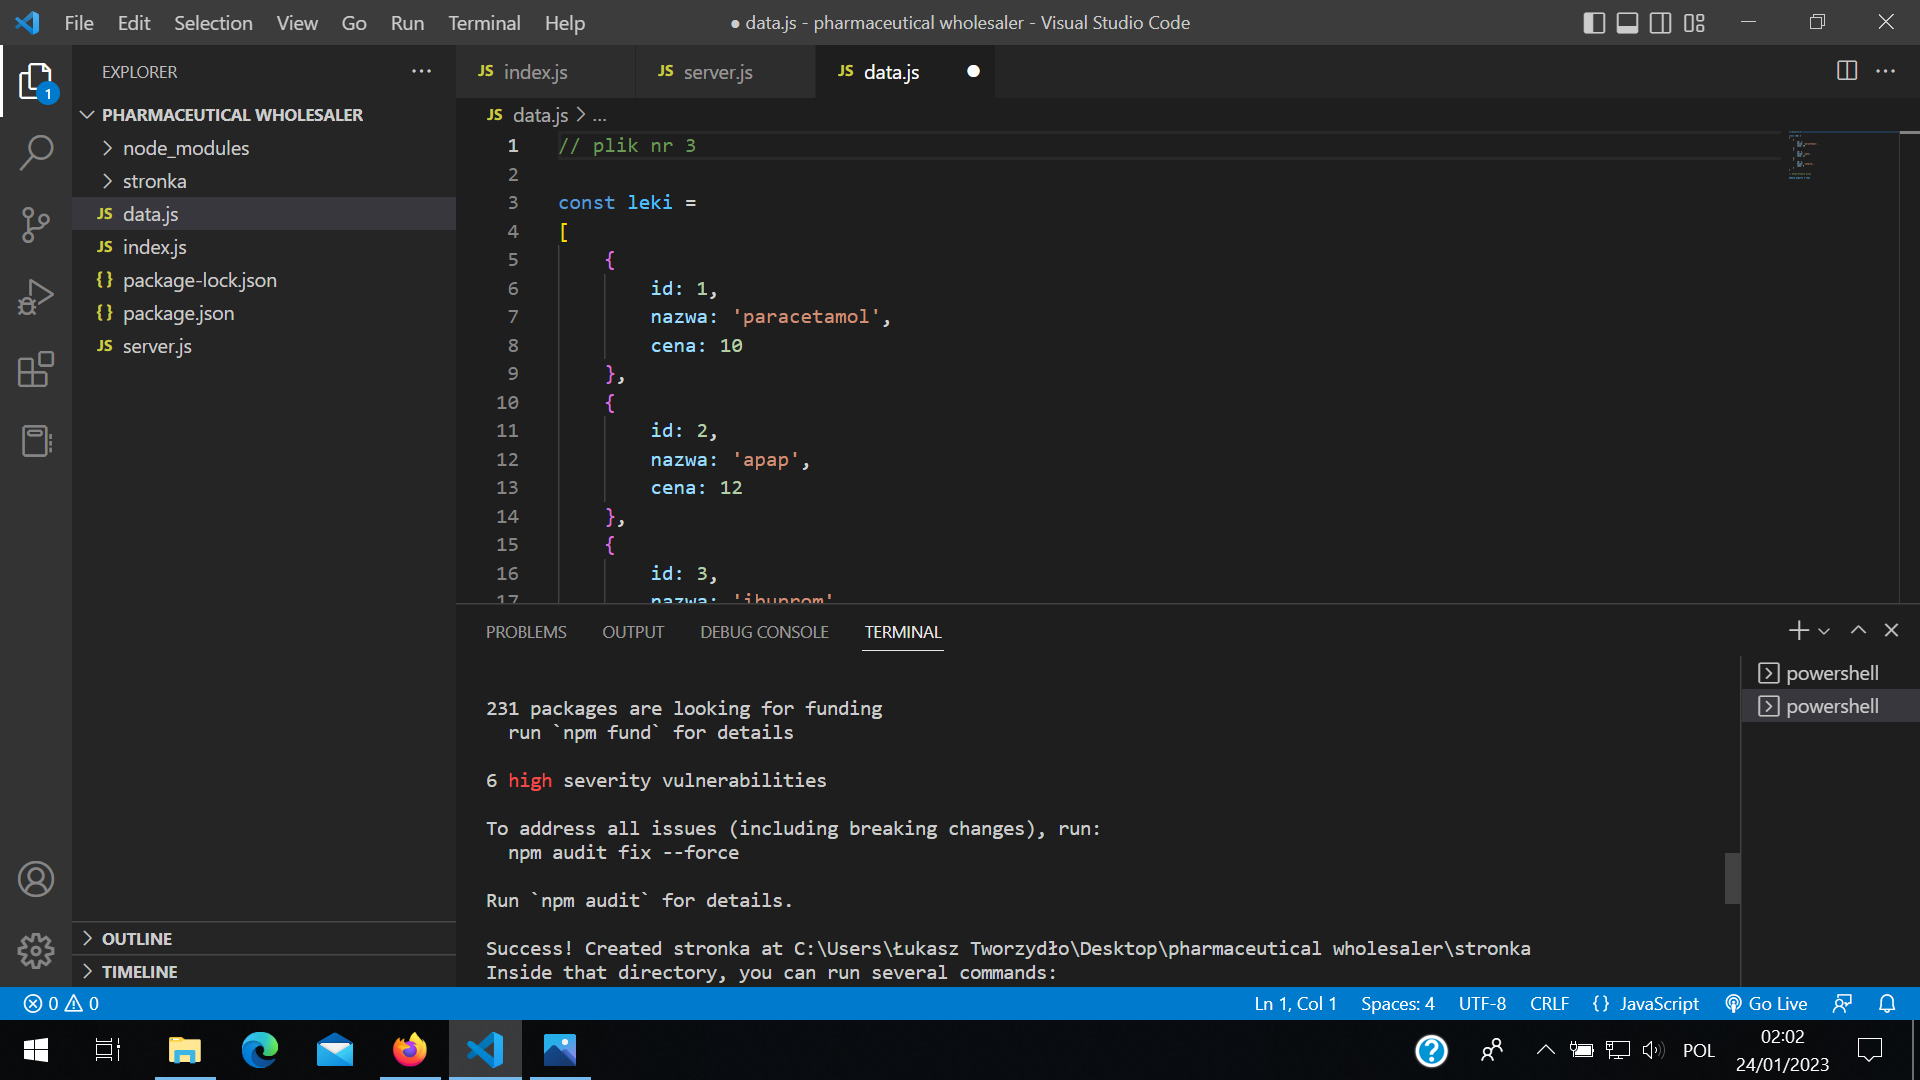 File Edit Selection View Go Run Terminal Help
● data.js - pharmaceutical wholesaler - Visual Studio Code
1
EXPLORER
PHARMACEUTICAL WHOLESALER
node_modules
stronka
JS data.js
JS index.js
{} package-lock.json
{} package.json
JS server.js
OUTLINE
TIMELINE
JS index.js
JS server.js
JS data.js
JS data.js > ...
1 // plik nr 3
2
3 const leki =
4 [
5 {
6 id: 1,
7 nazwa: 'paracetamol',
8 cena: 10
9 },
10 {
11 id: 2,
12 nazwa: 'apap',
13 cena: 12
14 },
15 {
16 id: 3,
17 nazwa: 'ibuprom'
PROBLEMS OUTPUT DEBUG CONSOLE TERMINAL
powershell
powershell
231 packages are looking for funding
run `npm fund` for details
6 high severity vulnerabilities
To address all issues (including breaking changes), run:
npm audit fix --force
Run `npm audit` for details.
Success! Created stronka at C:\Users\Łukasz Tworzydło\Desktop\pharmaceutical wholesaler\stronka
Inside that directory, you can run several commands:
0 0
Ln 1, Col 1 Spaces: 4 UTF-8 CRLF {} JavaScript Go Live
POL
02:02
24/01/2023